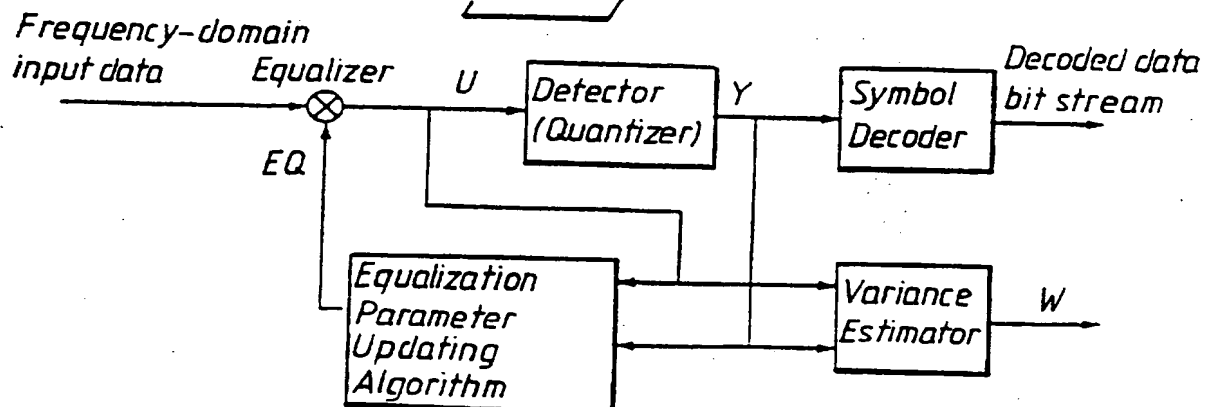 Frequency-domain
input data
Equalizer
U
Detector
(Quantizer)
Y
Symbol
Decoder
Decoded data
bit stream
EQ
Equalization
Parameter
Updating
Algorithm
Variance
Estimator
W